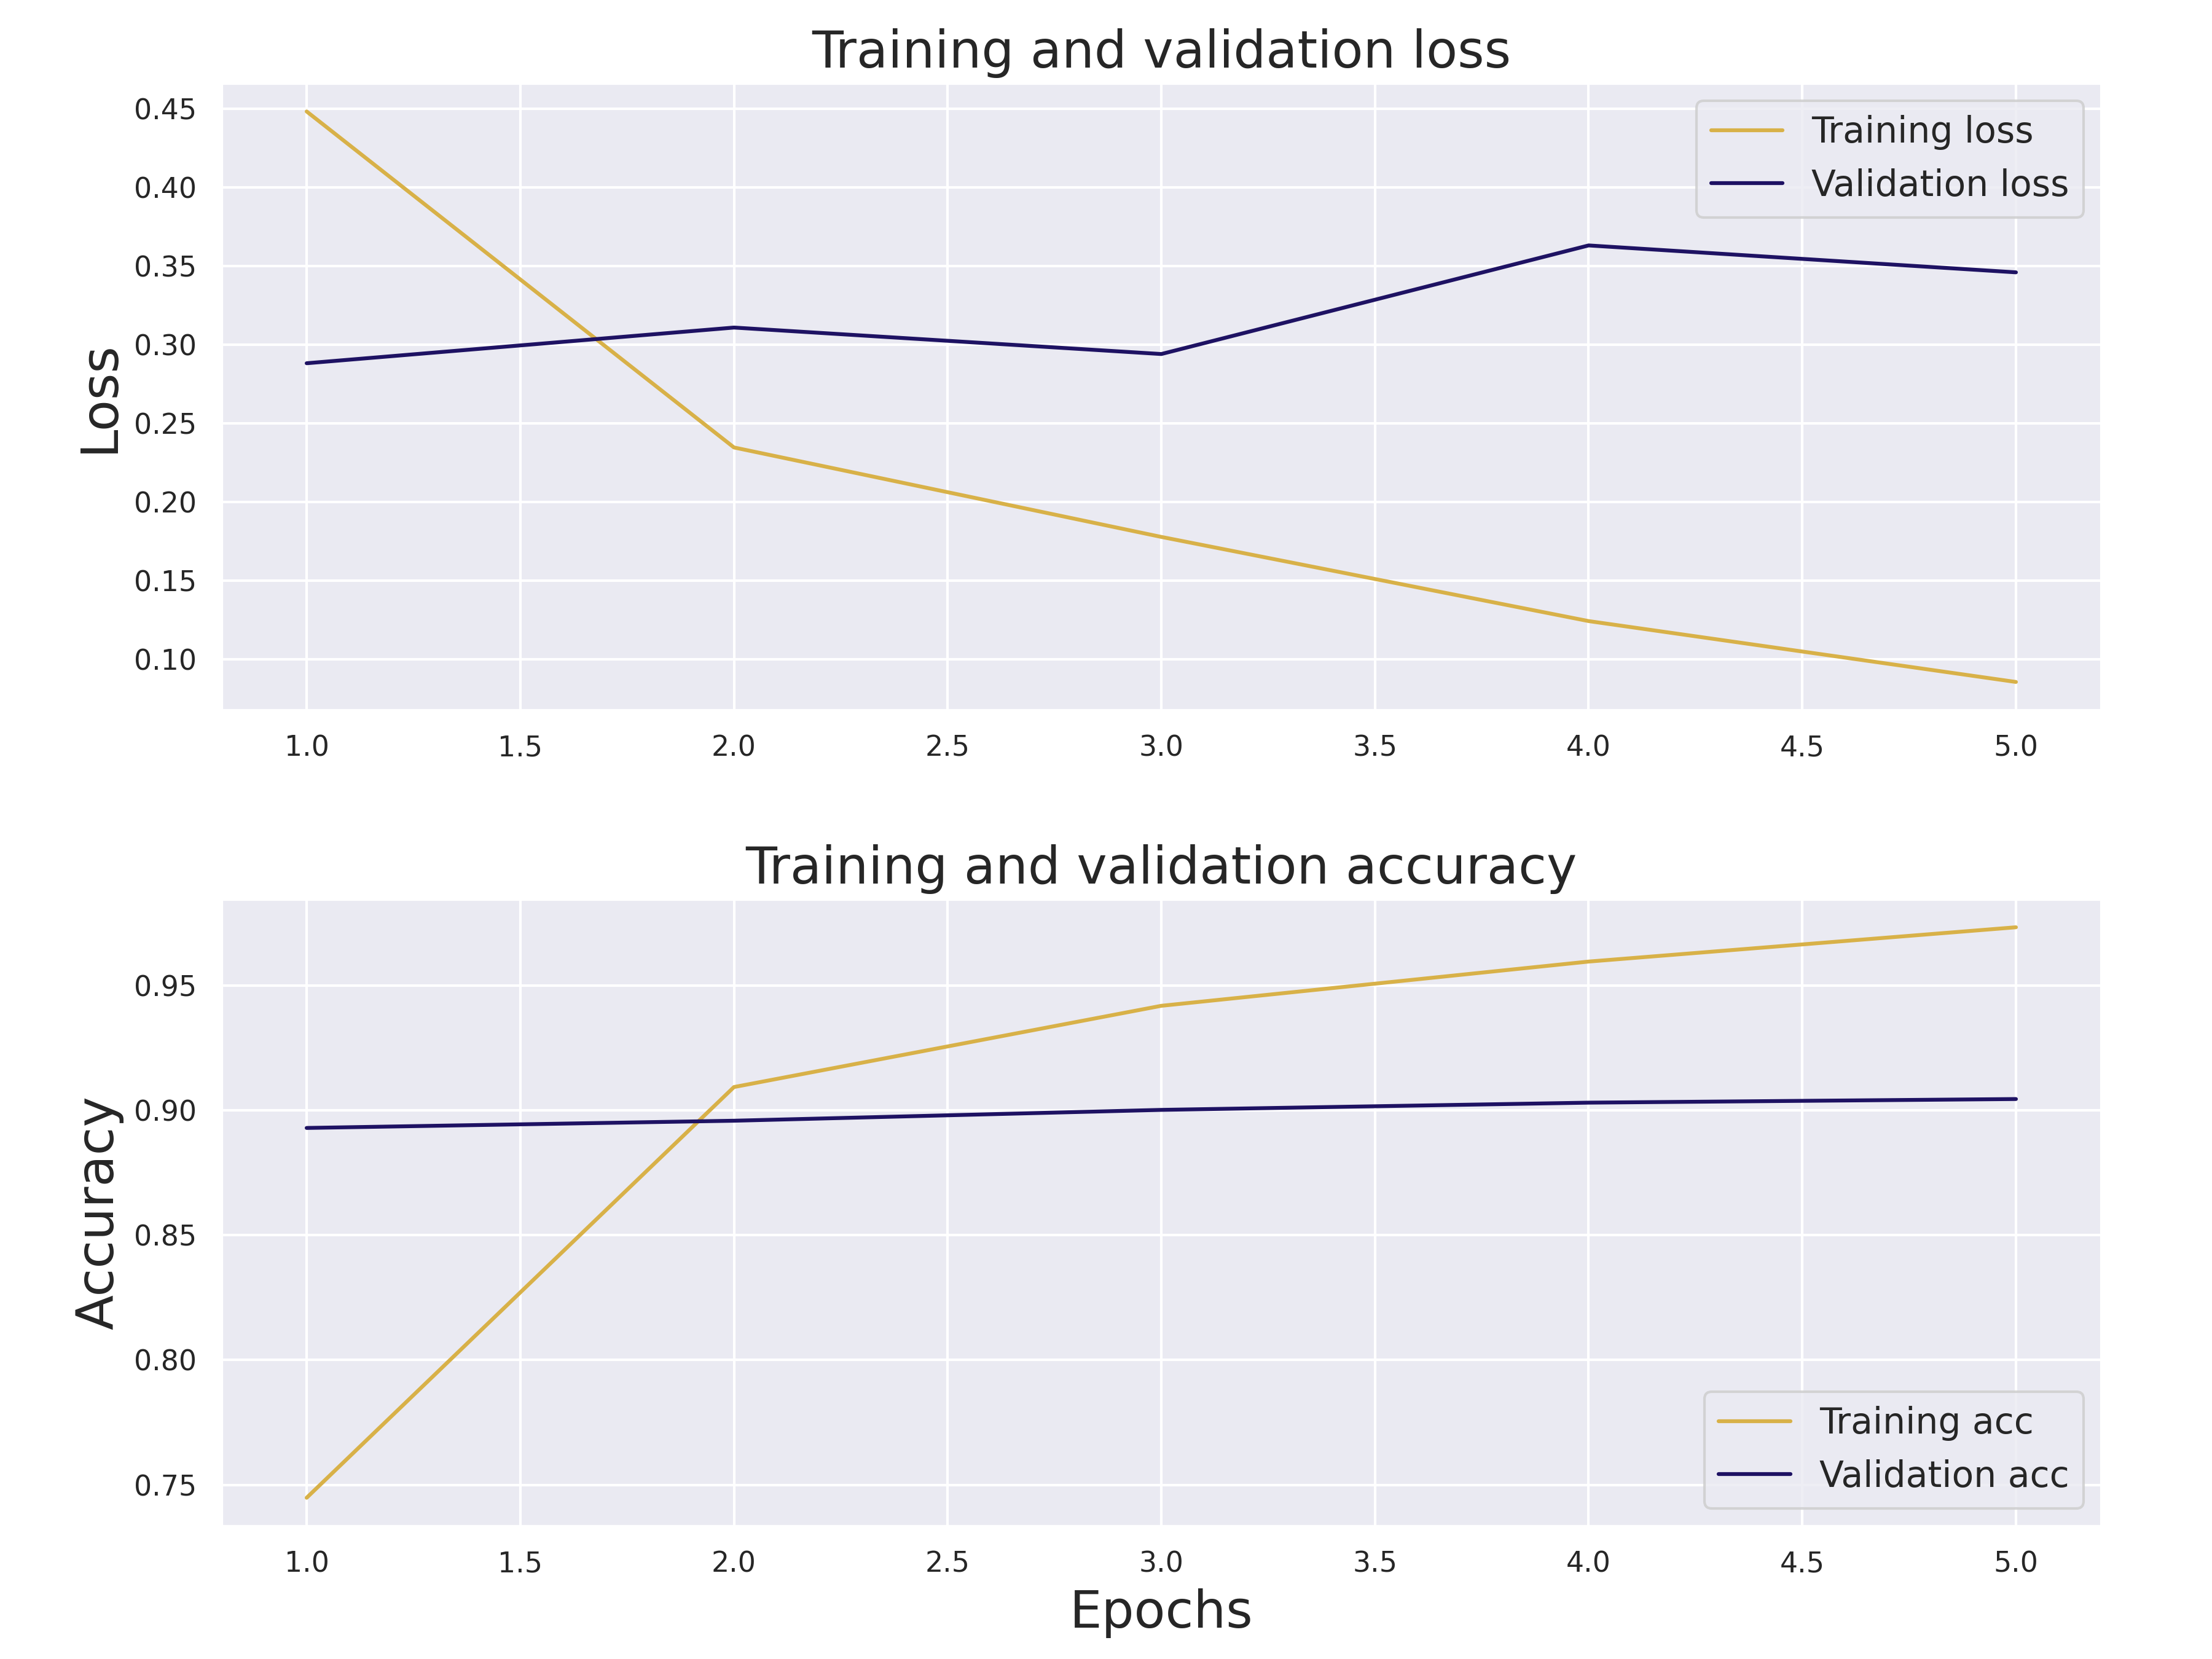 Training and validation loss
Loss
0.45
0.40
0.35
0.30
0.25
0.20
0.15
0.10
Training loss
Validation loss
1.0 1.5 2.0 2.5 3.0 3.5 4.0 4.5 5.0
Training and validation accuracy
Accuracy
0.95
0.90
0.85
0.80
0.75
Training acc
Validation acc
1.0 1.5 2.0 2.5 3.0 3.5 4.0 4.5 5.0
Epochs